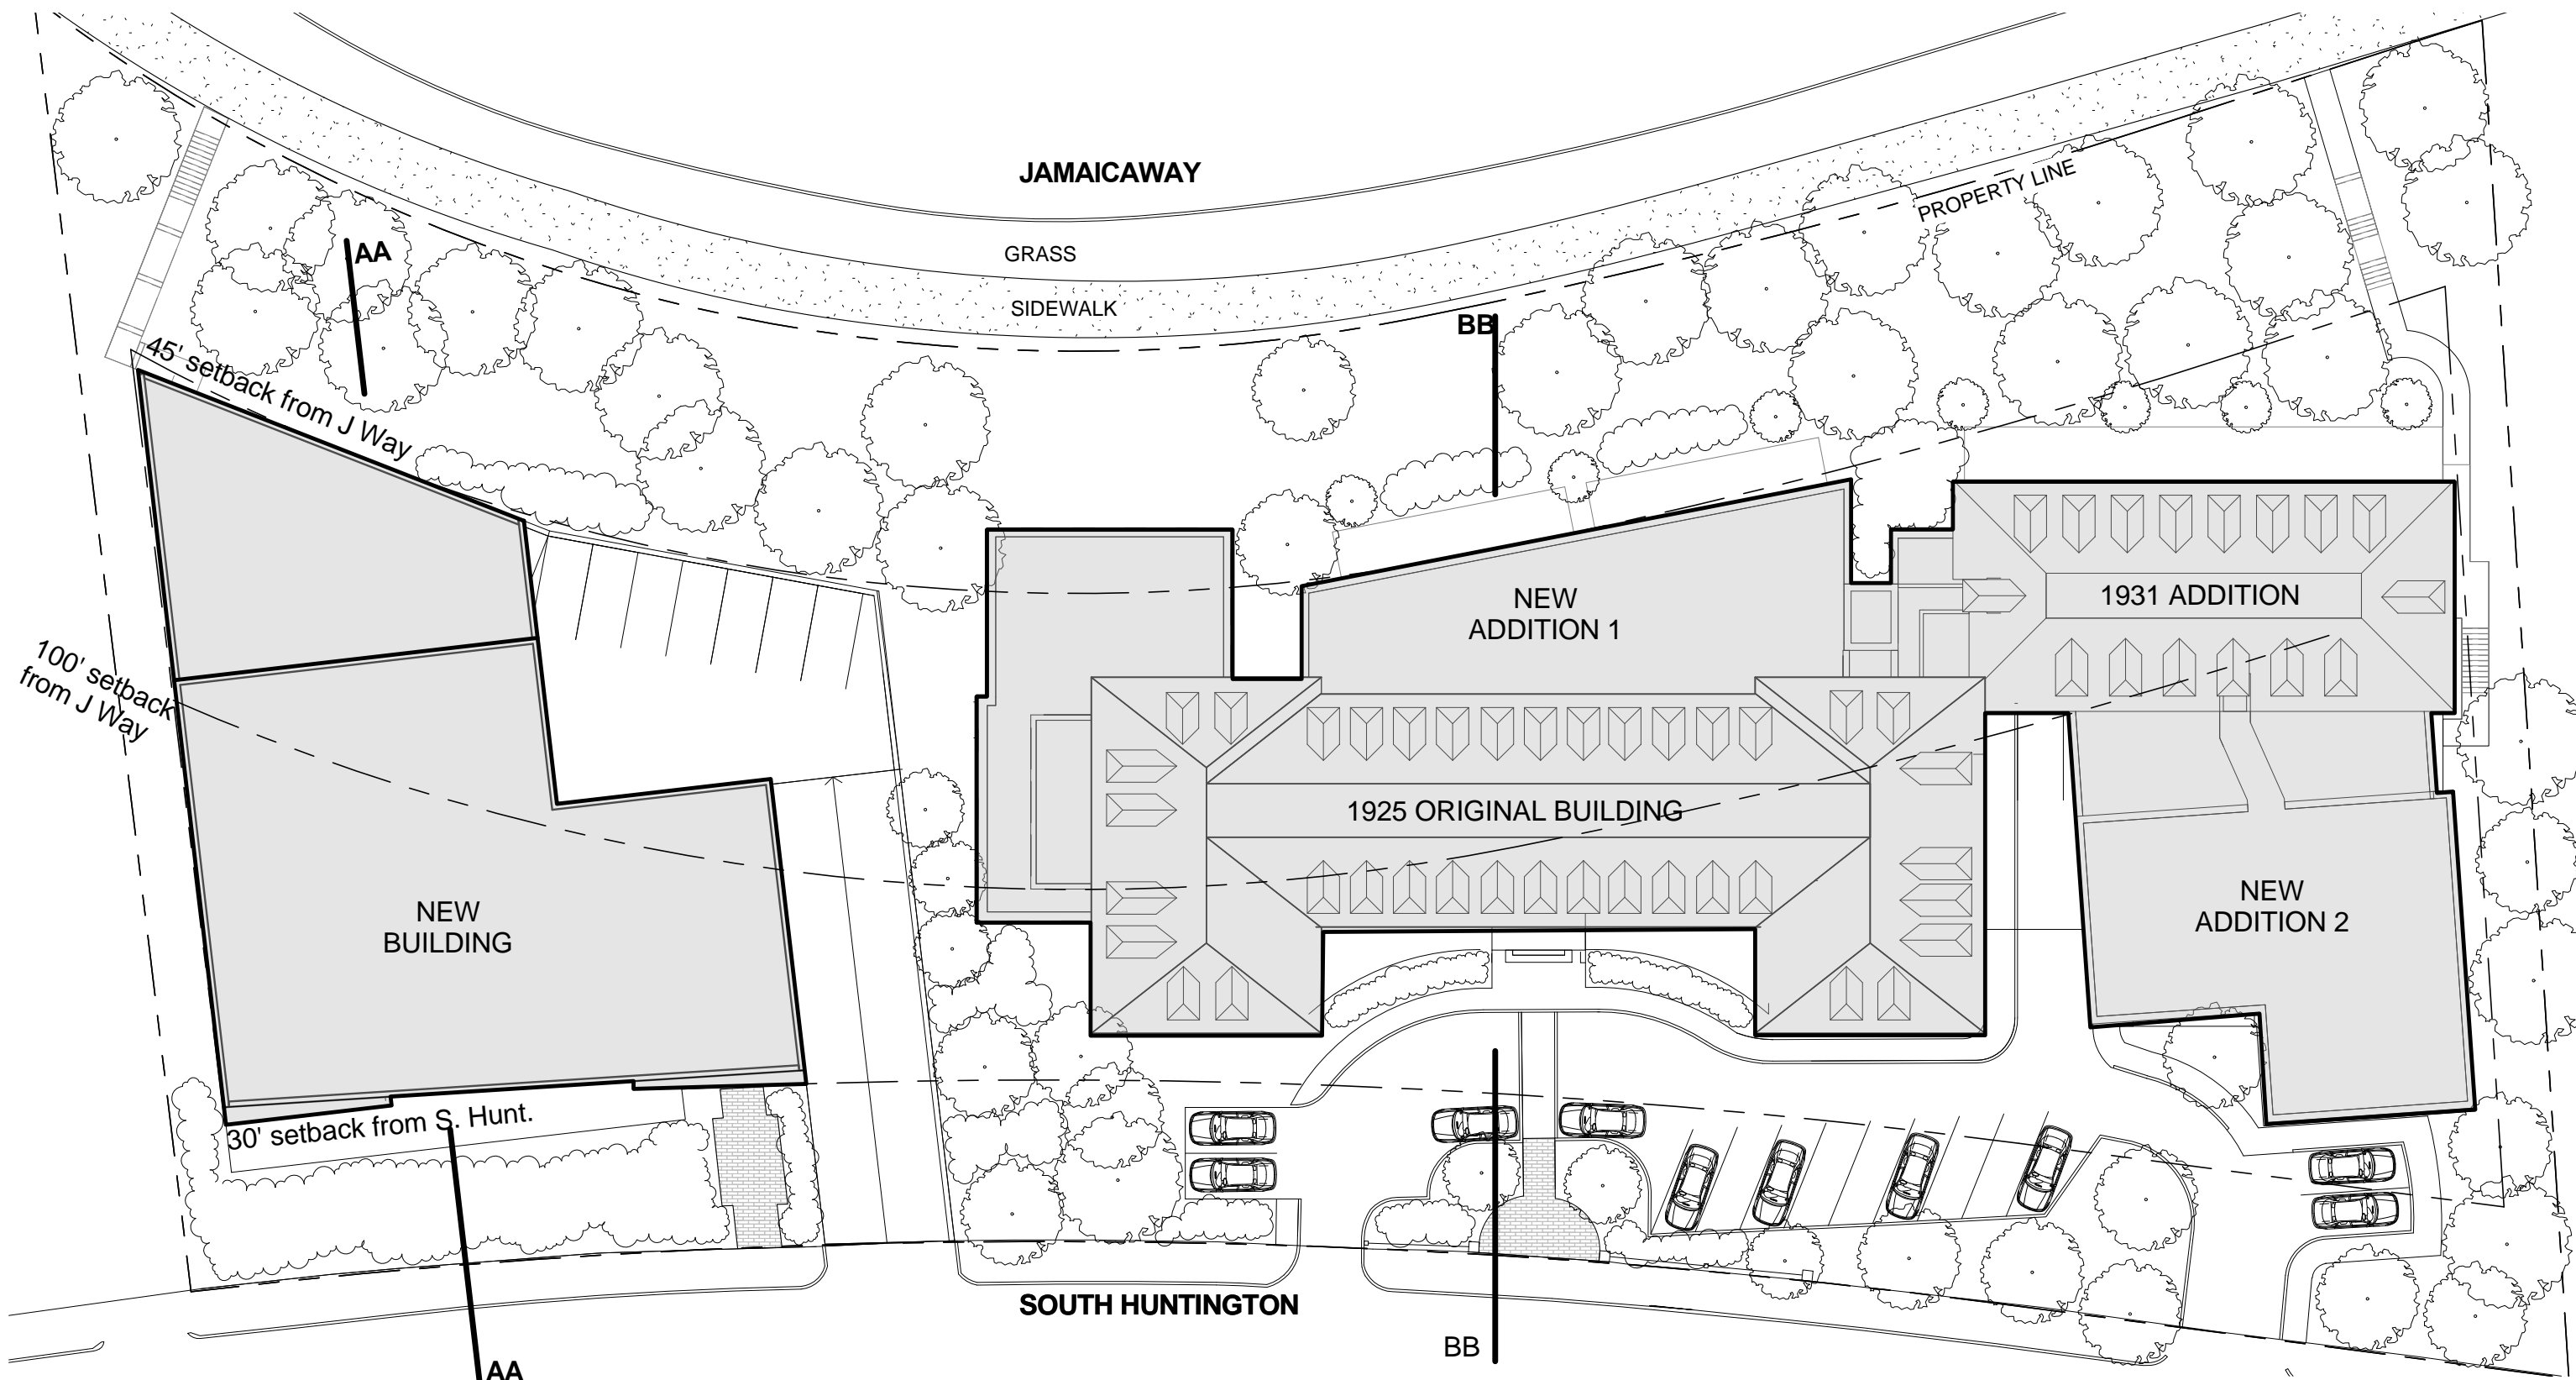 JAMAICAWAY
PROPERTY LINE
AA
GRASS
SIDEWALK
BB
45' setback from J Way
NEW
ADDITION 1
1931 ADDITION
100' setback
from J Way
1925 ORIGINAL BUILDING
NEW
BUILDING
NEW
ADDITION 2
30' setback from S. Hunt.
SOUTH HUNTINGTON
BB
AA